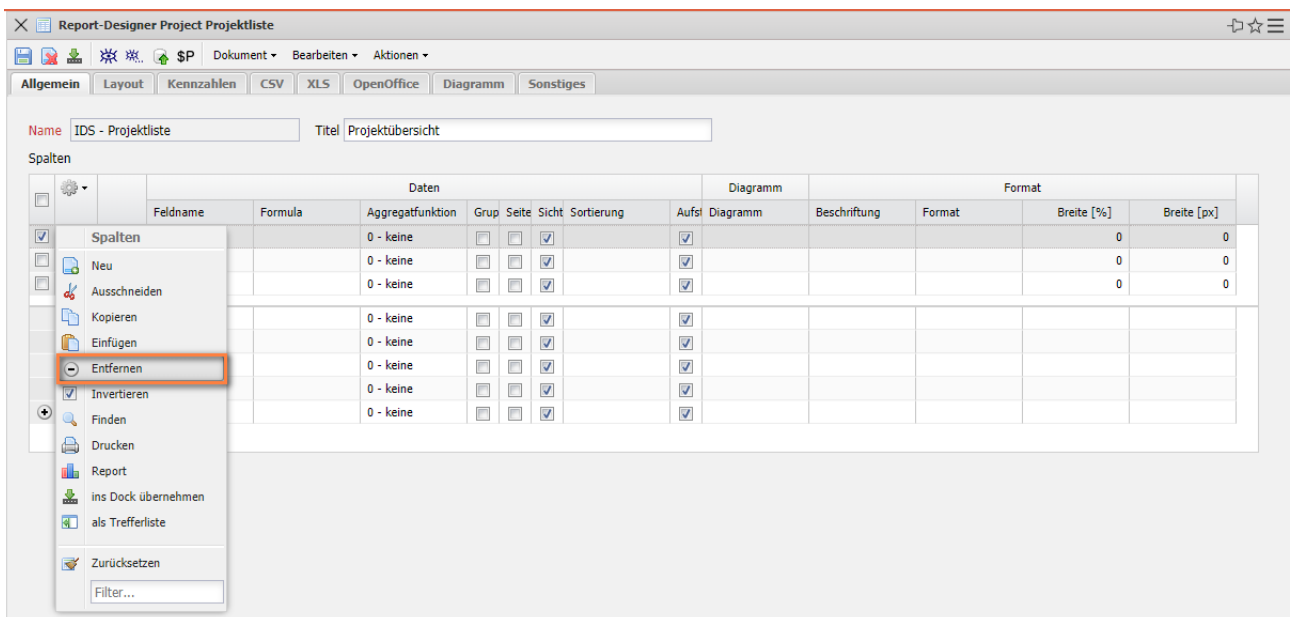 Report-Designer Project Projektliste
$P Dokument Bearbeiten Aktionen
Allgemein Layout Kennzahlen CSV XLS OpenOffice Diagramm Sonstiges
Name IDS - Projektliste Titel Projektübersicht
Spalten
Daten Diagramm Format
Feldname Formula Aggregatfunktion Grup Seite Sicht Sortierung Aufst Diagramm Beschriftung Format Breite [%] Breite [px]
Spalten 0 - keine 0 0
Neu 0 - keine 0 0
Ausschneiden 0 - keine 0 0
Kopieren 0 - keine
Einfügen 0 - keine
Entfernen 0 - keine
Invertieren 0 - keine
Finden 0 - keine
Drucken
Report
ins Dock übernehmen
als Trefferliste
Zurücksetzen
Filter...